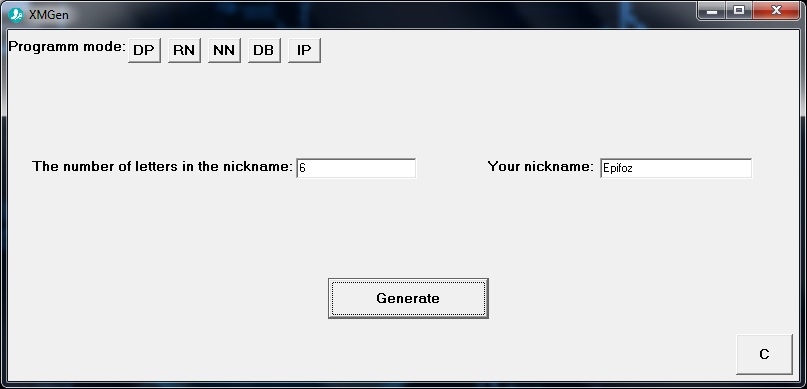 XMGen
Programm mode: DP RN NN DB IP
The number of letters in the nickname: 6 Your nickname: Epifoz
Generate
C